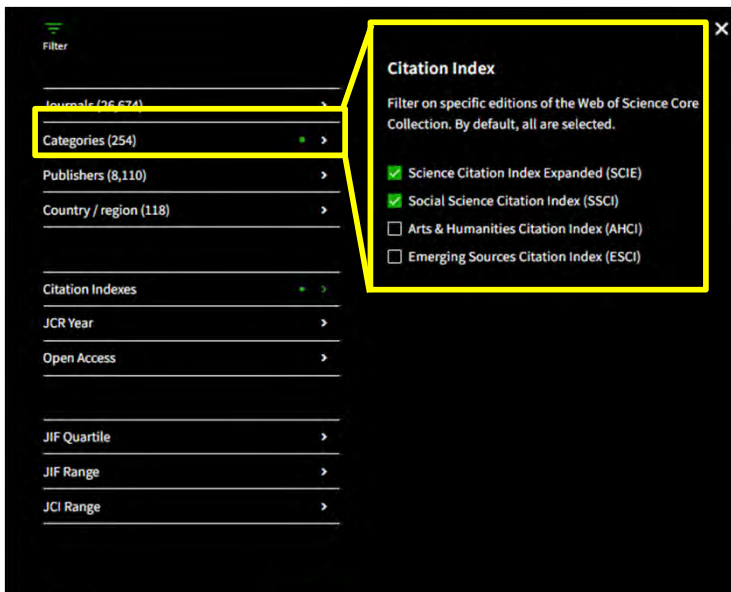 Filter
Journals (26,674)
Categories (254)
Publishers (8,110)
Country / region (118)
Citation Indexes
JCR Year
Open Access
JIF Quartile
JIF Range
JCI Range
Citation Index
Filter on specific editions of the Web of Science Core
Collection. By default, all are selected.
Science Citation Index Expanded (SCIE)
Social Science Citation Index (SSCI)
Arts & Humanities Citation Index (AHCI)
Emerging Sources Citation Index (ESCI)